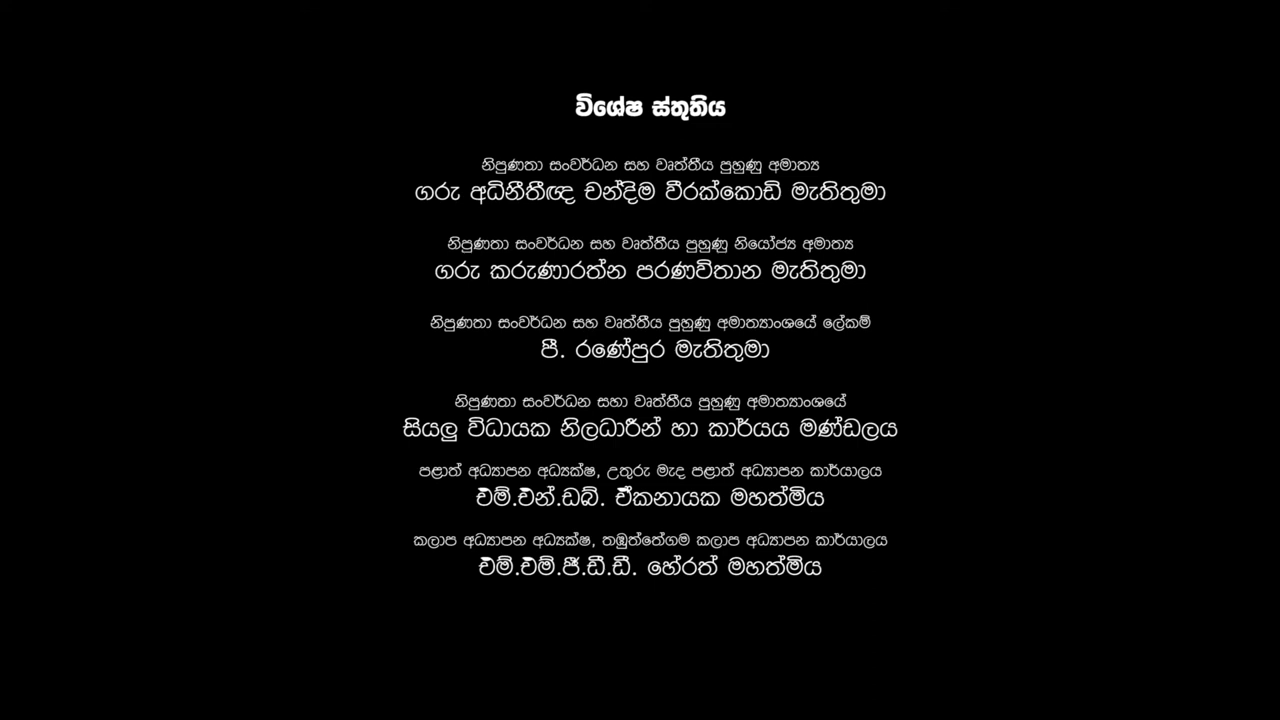 විශේෂ ස්තූතිය
නිපුණතා සංවර්ධන සහ වෘත්තීය පුහුණු අමාත්‍ය
ගරු අධිනීතීඥ චන්දිම වීරක්කොඩි මැතිතුමා
නිපුණතා සංවර්ධන සහ වෘත්තීය පුහුණු නියෝජ්‍ය අමාත්‍ය
ගරු කරුණාරත්න පරණවිතාන මැතිතුමා
නිපුණතා සංවර්ධන සහ වෘත්තීය පුහුණු අමාත්‍යාංශයේ ලේකම්
පී. රණේපුර මැතිතුමා
නිපුණතා සංවර්ධන සහා වෘත්තීය පුහුණු අමාත්‍යාංශයේ
සියලු විධායක නිලධාරීන් හා කාර්යය මණ්ඩලය
පළාත් අධ්‍යාපන අධ්‍යක්ෂ, උතුරු මැද පළාත් අධ්‍යාපන කාර්යාලය
එම්.එන්.ඩබ්. ඒකනායක මහත්මිය
කලාප අධ්‍යාපන අධ්‍යක්ෂ, තඹුත්තේගම කලාප අධ්‍යාපන කාර්යාලය
එම්.එම්.ජී.ඩී.ඩී. හේරත් මහත්මිය